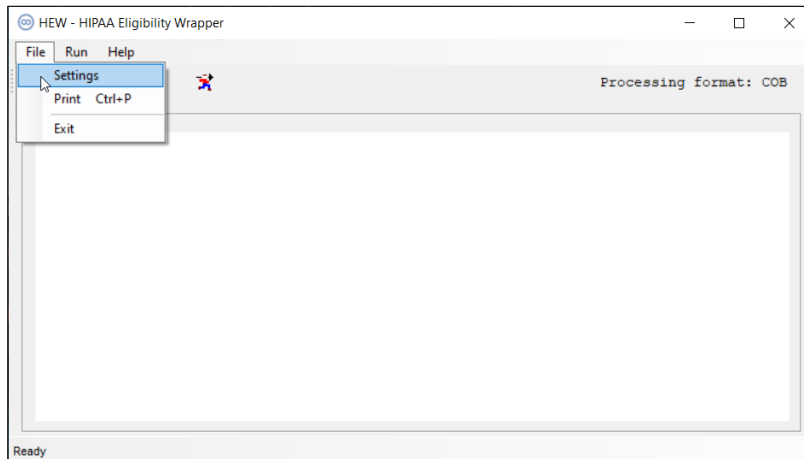 HEW - HIPAA Eligibility Wrapper
File Run Help
Settings
Processing format: COB
Print Ctrl+P
Exit
Ready